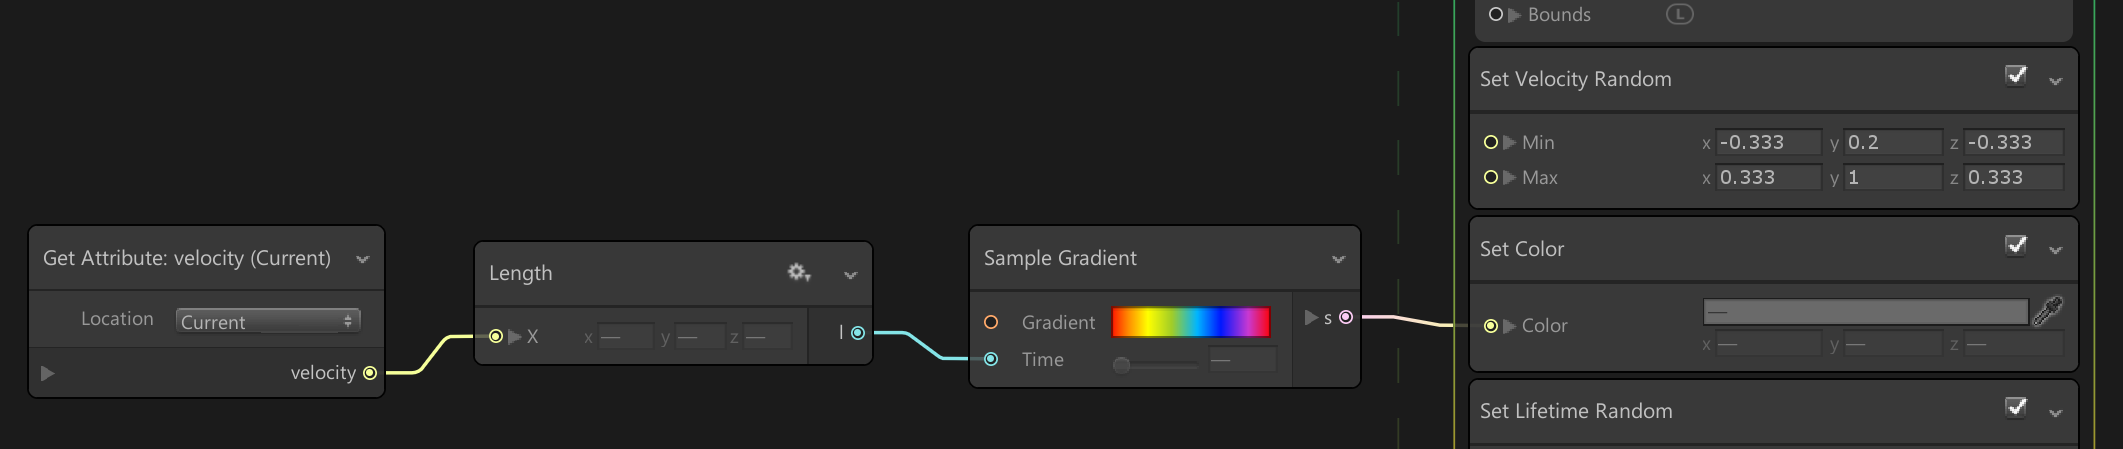 Bounds L
Set Velocity Random
Min x -0.333 y 0.2 z -0.333
Max x 0.333 y 1 z 0.333
Get Attribute: velocity (Current)
Location Current
velocity
Length
X x — y — z — l
Sample Gradient
Gradient s
Time —
Set Color
Color —
x — y — z —
Set Lifetime Random